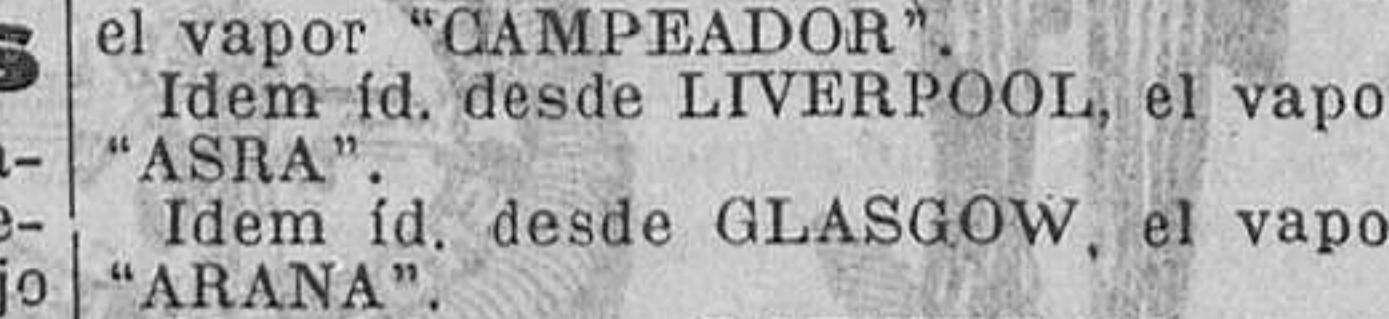 el vapor “CAMPEADOR”.
Idem íd. desde LIVERPOOL, el vapo
“ASRA”.
Idem íd. desde GLASGOW, el vapo
“ARANA”.